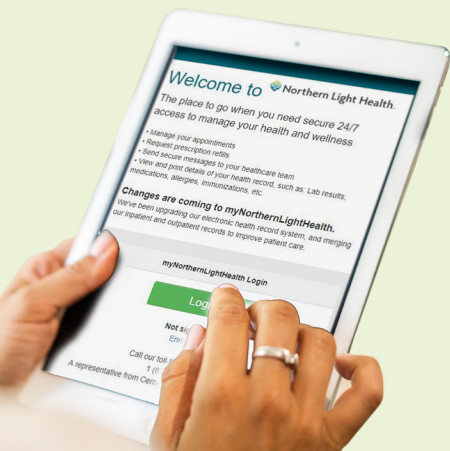 Welcome to Northern Light Health.
The place to go when you need secure 24/7
access to manage your health and wellness
• Manage your appointments
• Request prescription refills
• Send secure messages to your healthcare team
• View and print details of your health record, such as: Lab results,
medications, allergies, immunizations, etc.
Changes are coming to myNorthernLightHealth.
We've been upgrading our electronic health record system, and merging
our inpatient and outpatient records to improve patient care.
myNorthernLightHealth Login
Log
Not
Call our
A representative from